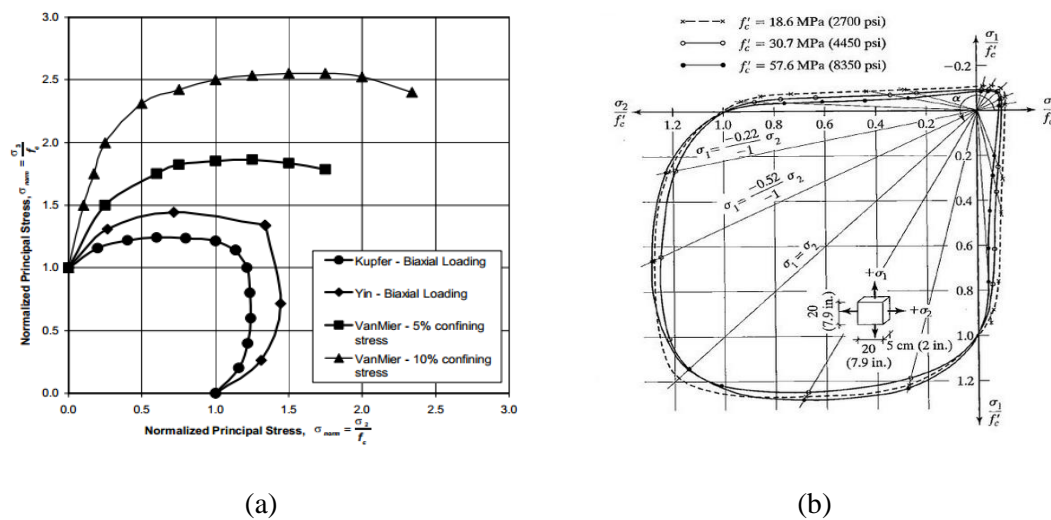 3.0
2.5
2.0
1.5
1.0
0.5
0.0
Normalized Principal Stress, σnorm = σ3/fc
Kupfer - Biaxial Loading
Yin - Biaxial Loading
VanMier - 5% confining
stress
VanMier - 10% confining
stress
0.0 0.5 1.0 1.5 2.0 2.5 3.0
Normalized Principal Stress, σnorm = σ2/fc
(a)
f′c = 18.6 MPa (2700 psi)
f′c = 30.7 MPa (4450 psi)
f′c = 57.6 MPa (8350 psi)
σ1/f′c
−0.2
α
σ2/f′c
1.2 1.0 0.8 0.6 0.4 0.2
σ1 = −0.22/−1 σ2
σ1 = −0.52/−1 σ2
σ1 = σ2
0.2
0.4
0.6
0.8
1.0
1.2
+σ1
+σ2
20
(7.9 in.)
20
(7.9 in.)
5 cm (2 in.)
σ1/f′c
(b)